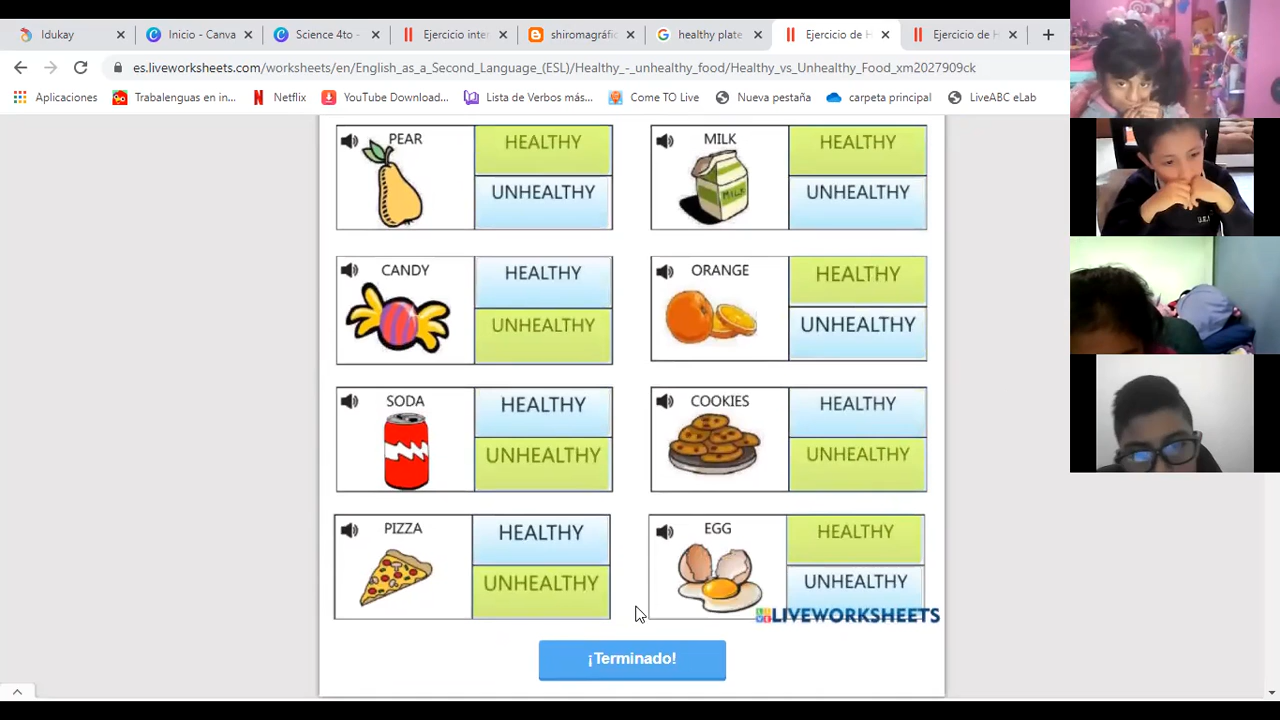 Idukay
Inicio - Canva
Science 4to -
Ejercicio inter
shiromagráfic
healthy plate
Ejercicio de H
Ejercicio de H
es.liveworksheets.com/worksheets/en/English_as_a_Second_Language_(ESL)/Healthy_-_unhealthy_food/Healthy_vs_Unhealthy_Food_xm2027909ck
Aplicaciones
Trabalenguas en in...
Netflix
YouTube Download...
Lista de Verbos más...
Come TO Live
Nueva pestaña
carpeta principal
LiveABC eLab
PEAR
HEALTHY
UNHEALTHY
MILK
MILK
HEALTHY
UNHEALTHY
CANDY
HEALTHY
UNHEALTHY
ORANGE
HEALTHY
UNHEALTHY
SODA
HEALTHY
UNHEALTHY
COOKIES
HEALTHY
UNHEALTHY
PIZZA
HEALTHY
UNHEALTHY
EGG
HEALTHY
UNHEALTHY
LIVEWORKSHEETS
¡Terminado!